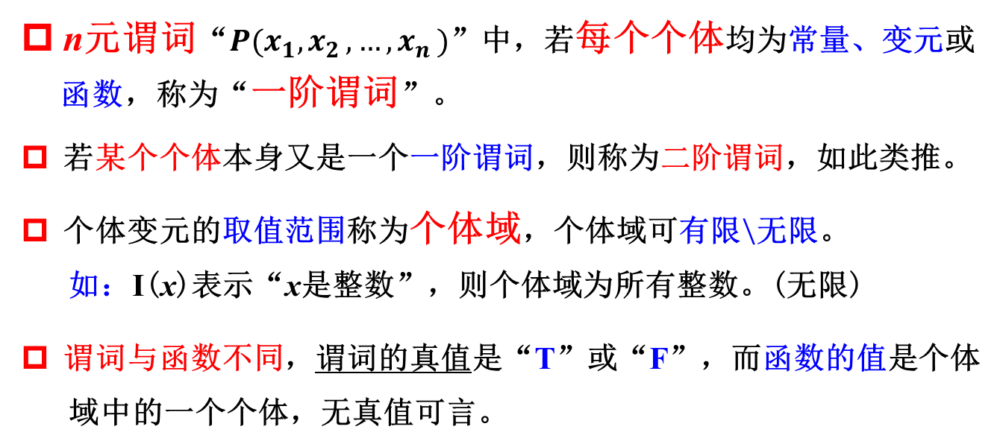 n元谓词“P(x₁,x₂,…,xₙ)”中，若每个个体均为常量、变元或
函数，称为“一阶谓词”。
若某个个体本身又是一个一阶谓词，则称为二阶谓词，如此类推。
个体变元的取值范围称为个体域，个体域可有限\无限。
如：I(x)表示“x是整数”，则个体域为所有整数。(无限)
谓词与函数不同，谓词的真值是“T”或“F”，而函数的值是个体
域中的一个个体，无真值可言。